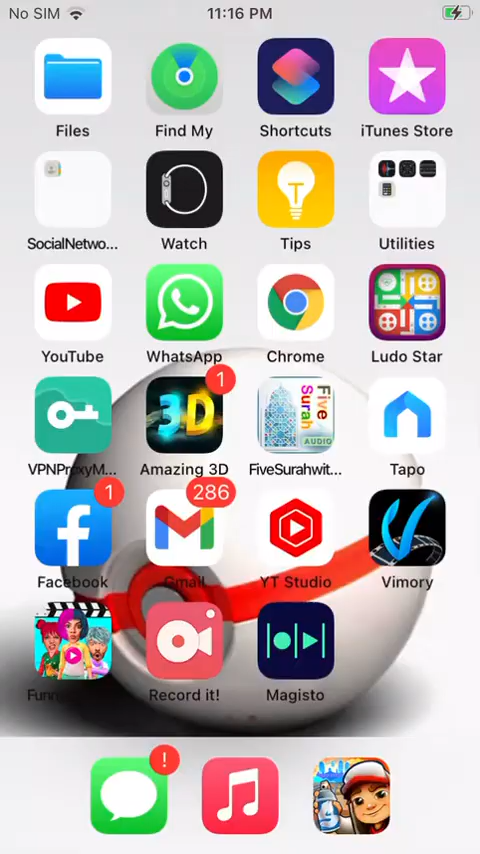 No SIM 11:16 PM
Files Find My Shortcuts iTunes Store
SocialNetwo... Watch Tips Utilities
YouTube WhatsApp Chrome Ludo Star
1
3D
Five Surah
AUDIO
VPNProxyM... Amazing 3D FiveSurahwit... Tapo
1 286
Facebook Gmail YT Studio Vimory
Record it! Magisto
!